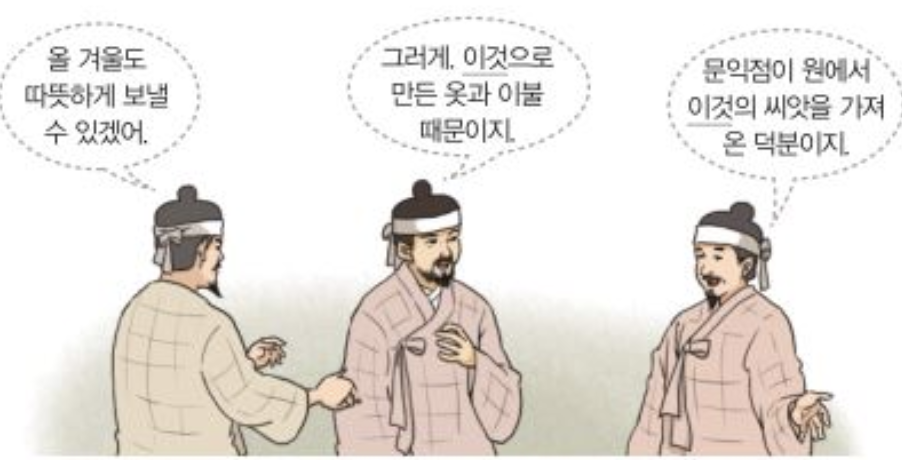 올 겨울도
따뜻하게 보낼
수 있겠어.
그러게. 이것으로
만든 옷과 이불
때문이지.
문익점이 원에서
이것의 씨앗을 가져
온 덕분이지.